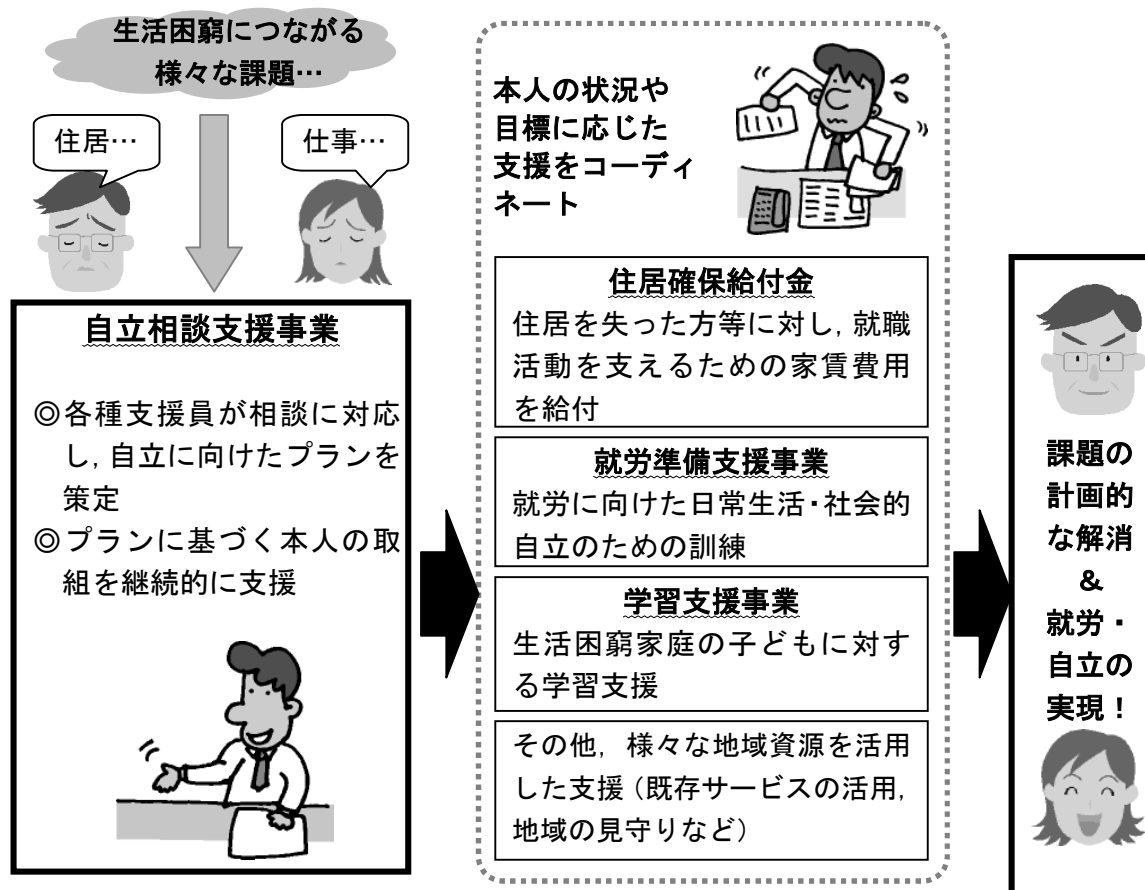 生活困窮につながる
様々な課題…
住居…
仕事…
自立相談支援事業
◎各種支援員が相談に対応
し,自立に向けたプランを
策定
◎プランに基づく本人の取
組を継続的に支援
本人の状況や
目標に応じた
支援をコーディ
ネート
住居確保給付金
住居を失った方等に対し,就職
活動を支えるための家賃費用
を給付
就労準備支援事業
就労に向けた日常生活・社会的
自立のための訓練
学習支援事業
生活困窮家庭の子どもに対す
る学習支援
その他,様々な地域資源を活用
した支援(既存サービスの活用,
地域の見守りなど)
課題の
計画的
な解消
&
就労・
自立の
実現!